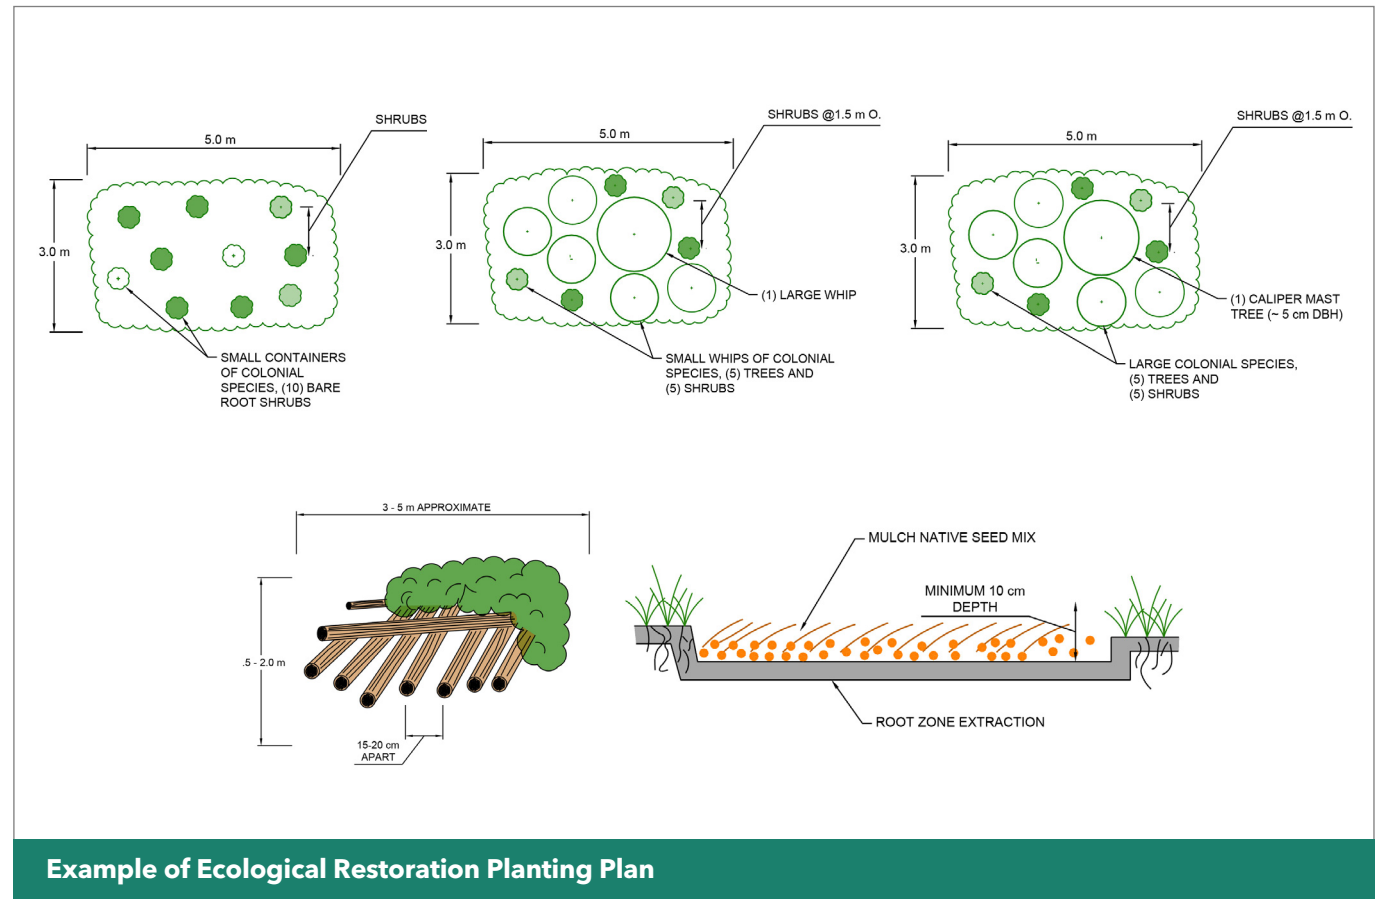 SHRUBS
5.0 m
3.0 m
SMALL CONTAINERS
OF COLONIAL
SPECIES, (10) BARE
ROOT SHRUBS
SHRUBS @1.5 m O.
5.0 m
3.0 m
(1) LARGE WHIP
SMALL WHIPS OF COLONIAL
SPECIES, (5) TREES AND
(5) SHRUBS
SHRUBS @1.5 m O.
5.0 m
3.0 m
(1) CALIPER MAST
TREE (~ 5 cm DBH)
LARGE COLONIAL SPECIES,
(5) TREES AND
(5) SHRUBS
3 - 5 m APPROXIMATE
.5 - 2.0 m
15-20 cm
APART
MULCH NATIVE SEED MIX
MINIMUM 10 cm
DEPTH
ROOT ZONE EXTRACTION
Example of Ecological Restoration Planting Plan